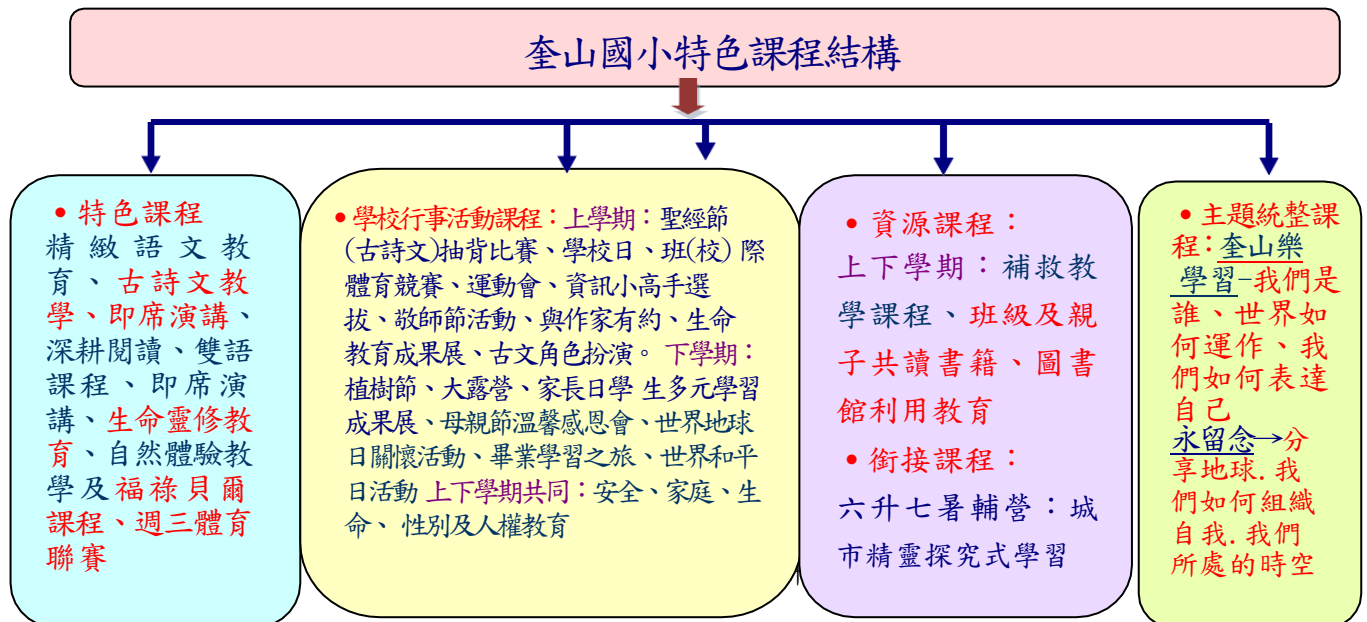 奎山國小特色課程結構
• 特色課程
精緻語文教
育、古詩文教
學、即席演講、
深耕閱讀、雙語
課程、即席演
講、生命靈修教
育、自然體驗教
學及福祿貝爾
課程、週三體育
聯賽
• 學校行事活動課程：上學期：聖經節
(古詩文)抽背比賽、學校日、班(校) 際
體育競賽、運動會、資訊小高手選
拔、敬師節活動、與作家有約、生命
教育成果展、古文角色扮演。 下學期：
植樹節、大露營、家長日學 生多元學習
成果展、母親節溫馨感恩會、世界地球
日關懷活動、畢業學習之旅、世界和平
日活動 上下學期共同：安全、家庭、生
命、 性別及人權教育
• 資源課程：
上下學期：補救教
學課程、班級及親
子共讀書籍、圖書
館利用教育
• 銜接課程：
六升七暑輔營：城
市精靈探究式學習
• 主題統整課
程：奎山樂
學習-我們是
誰、世界如
何運作、我
們如何表達
自己
永留念→分
享地球.我
們如何組織
自我.我們
所處的時空